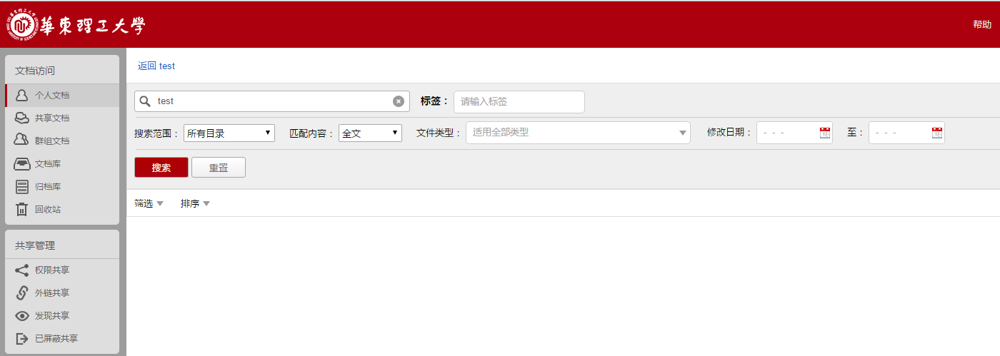 華東理工大學
帮助
文档访问
个人文档
共享文档
群组文档
文档库
归档库
回收站
共享管理
权限共享
外链共享
发现共享
已屏蔽共享
返回 test
test
标签：
请输入标签
搜索范围：
所有目录
匹配内容：
全文
文件类型：
适用全部类型
修改日期：
- - -
至：
- - -
搜索
重置
筛选
排序